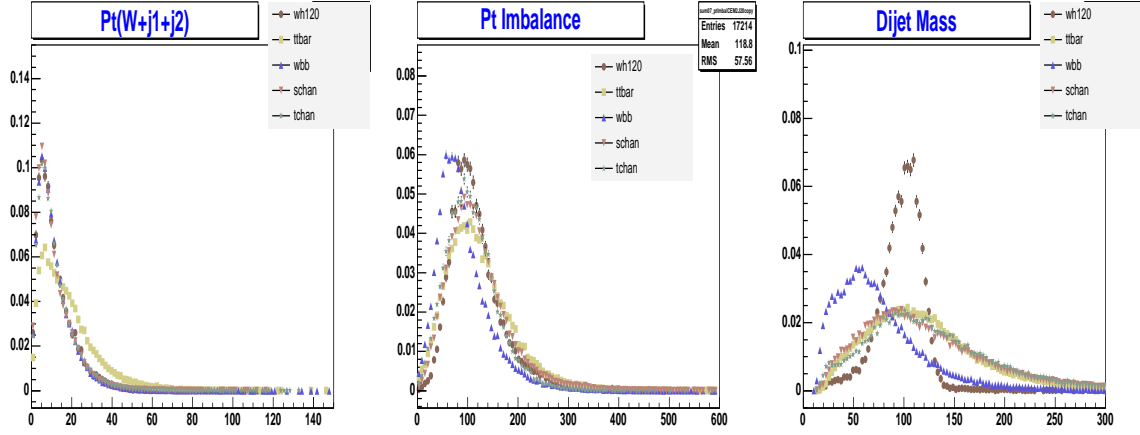 Pt(W+j1+j2)
wh120
ttbar
wbb
schan
tchan
0.14
0.12
0.1
0.08
0.06
0.04
0.02
0
0 20 40 60 80 100 120 140
Pt Imbalance
Entries 17214
Mean 118.8
RMS 57.56
wh120
ttbar
wbb
schan
tchan
0.08
0.07
0.06
0.05
0.04
0.03
0.02
0.01
0
0 100 200 300 400 500 600
Dijet Mass
wh120
ttbar
wbb
schan
tchan
0.1
0.08
0.06
0.04
0.02
0
0 50 100 150 200 250 300